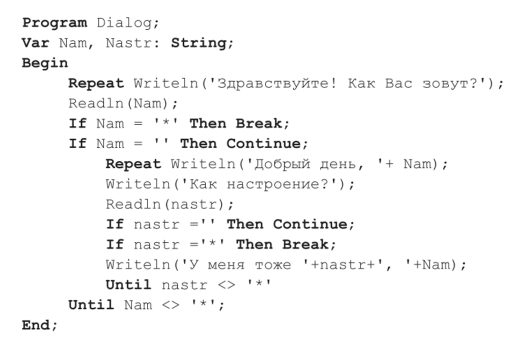 Program Dialog;
Var Nam, Nastr: String;
Begin
Repeat Writeln('Здравствуйте! Как Вас зовут?');
Readln(Nam);
If Nam = '*' Then Break;
If Nam = '' Then Continue;
Repeat Writeln('Добрый день, '+ Nam);
Writeln('Как настроение?');
Readln(nastr);
If nastr ='' Then Continue;
If nastr ='*' Then Break;
Writeln('У меня тоже '+nastr+', '+Nam);
Until nastr <> '*'
Until Nam <> '*';
End;